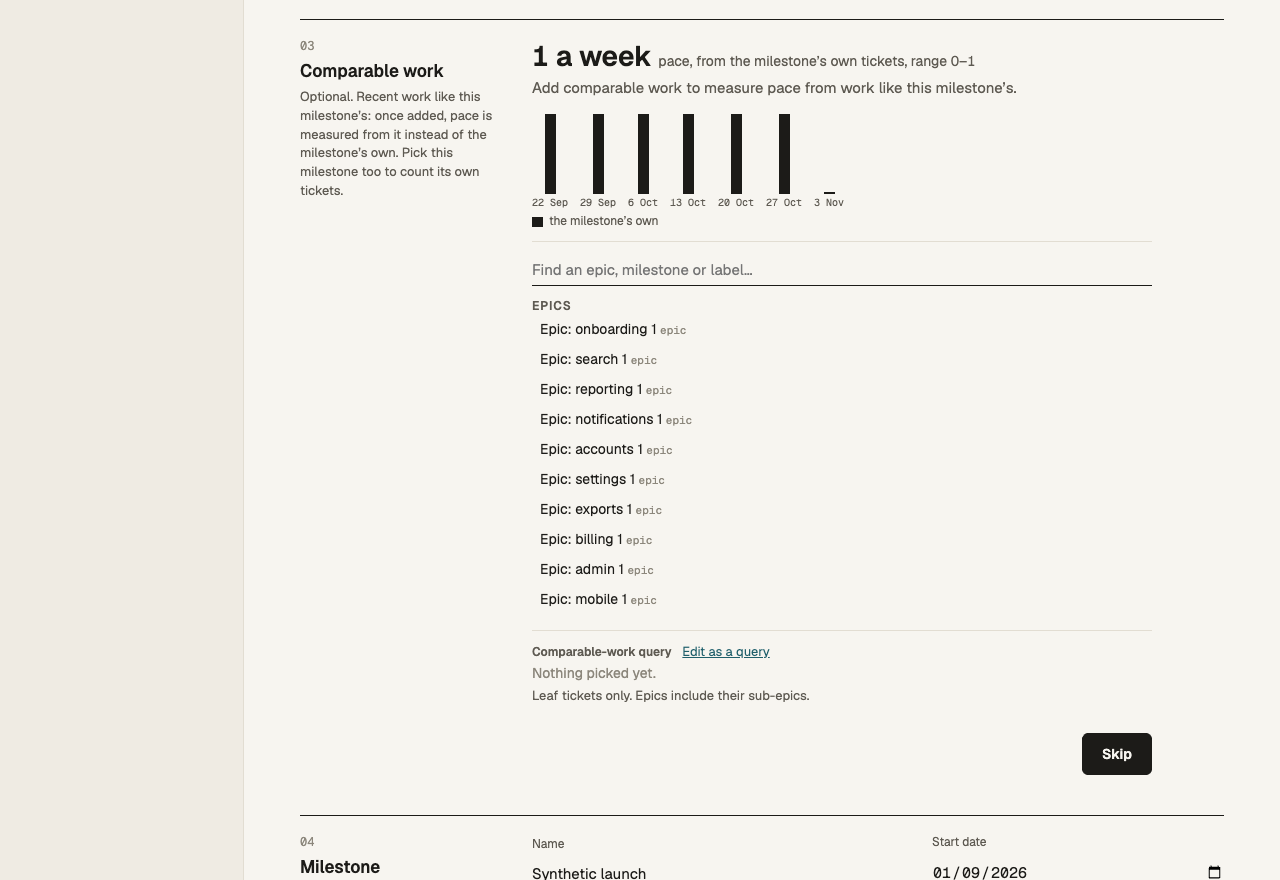 03
Comparable work
Optional. Recent work like this
milestone's: once added, pace is
measured from it instead of the
milestone's own. Pick this
milestone too to count its own
tickets.
1 a week pace, from the milestone's own tickets, range 0–1
Add comparable work to measure pace from work like this milestone's.
22 Sep 29 Sep 6 Oct 13 Oct 20 Oct 27 Oct 3 Nov
the milestone's own
Find an epic, milestone or label…
EPICS
Epic: onboarding 1 epic
Epic: search 1 epic
Epic: reporting 1 epic
Epic: notifications 1 epic
Epic: accounts 1 epic
Epic: settings 1 epic
Epic: exports 1 epic
Epic: billing 1 epic
Epic: admin 1 epic
Epic: mobile 1 epic
Comparable-work query Edit as a query
Nothing picked yet.
Leaf tickets only. Epics include their sub-epics.
Skip
04
Milestone
Name
Synthetic launch
Start date
01/09/2026